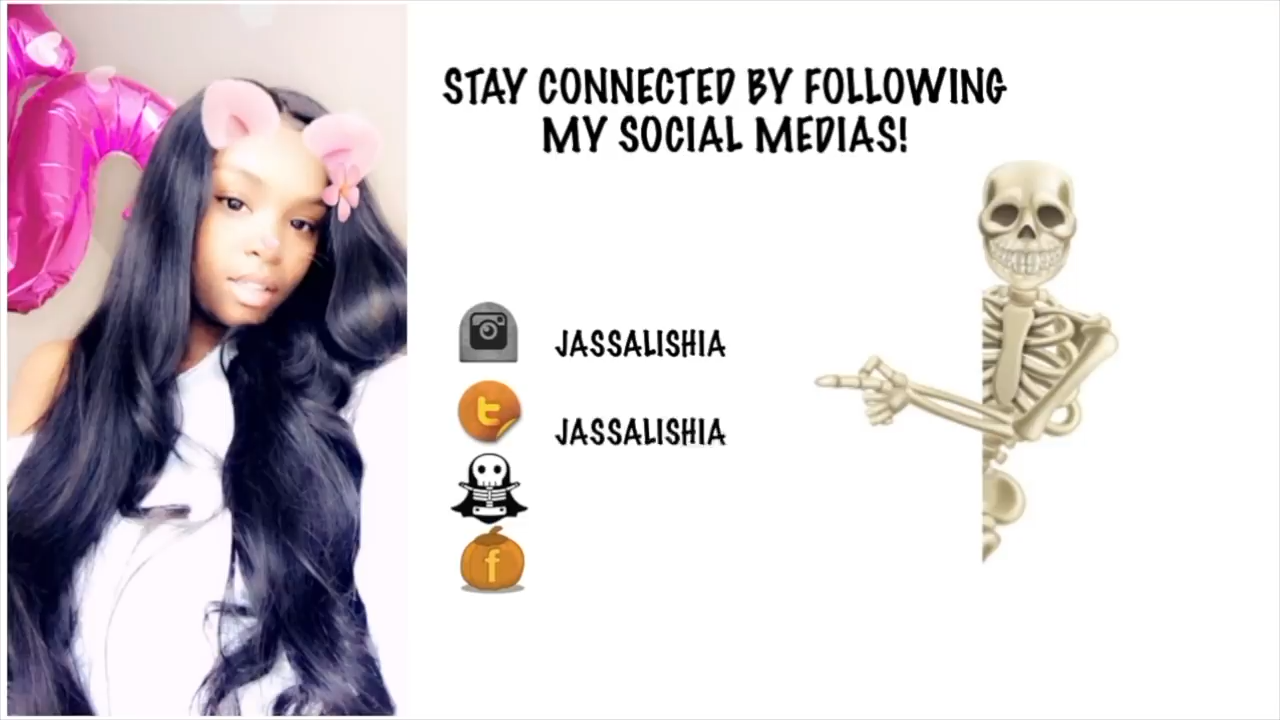 STAY CONNECTED BY FOLLOWING
MY SOCIAL MEDIAS!
JASSALISHIA
t
JASSALISHIA
f